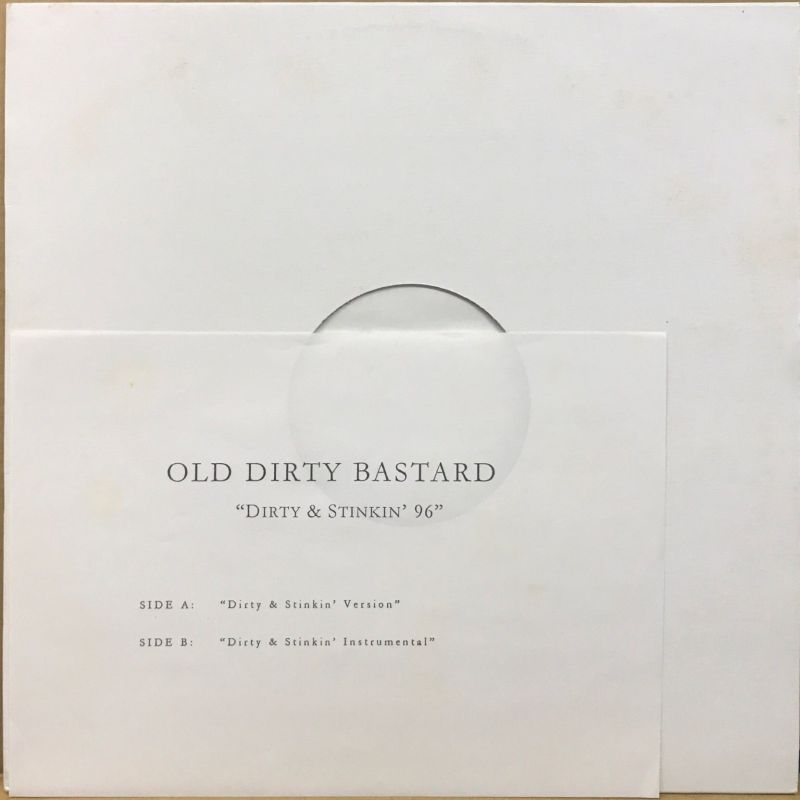 OLD DIRTY BASTARD
“DIRTY & STINKIN’ 96”
SIDE A: “Dirty & Stinkin’ Version”
SIDE B: “Dirty & Stinkin’ Instrumental”